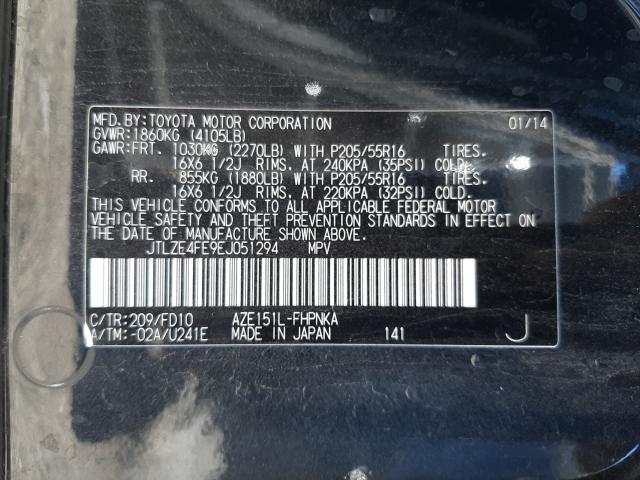 MFD.BY:TOYOTA MOTOR CORPORATION 01/14
GVWR:1860KG (4105LB)
GAWR:FRT. 1030KG (2270LB) WITH P205/55R16 TIRES.
16X6 1/2J RIMS, AT 240KPA (35PSI) COLD.
RR. 855KG (1880LB) WITH P205/55R16 TIRES.
16X6 1/2J RIMS, AT 220KPA (32PSI) COLD.
THIS VEHICLE CONFORMS TO ALL APPLICABLE FEDERAL MOTOR
VEHICLE SAFETY AND THEFT PREVENTION STANDARDS IN EFFECT ON
THE DATE OF MANUFACTURE SHOWN ABOVE.
JTLZE4FE9EJ051294 MPV
C/TR:209/FD10 AZE151L-FHPNKA
A/TM:-02A/U241E MADE IN JAPAN 141 J